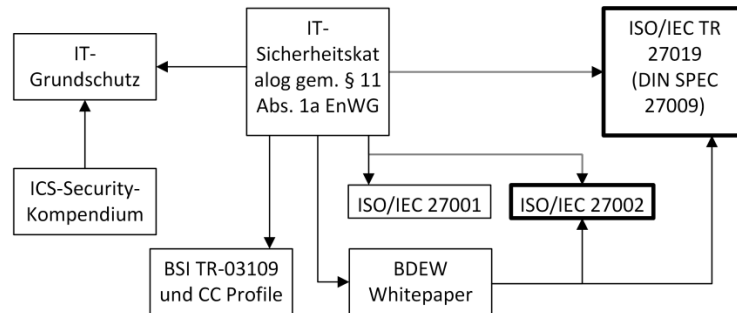 IT-
Grundschutz
IT-
Sicherheitskat
alog gem. § 11
Abs. 1a EnWG
ISO/IEC TR
27019
(DIN SPEC
27009)
ICS-Security-
Kompendium
ISO/IEC 27001
ISO/IEC 27002
BSI TR-03109
und CC Profile
BDEW
Whitepaper